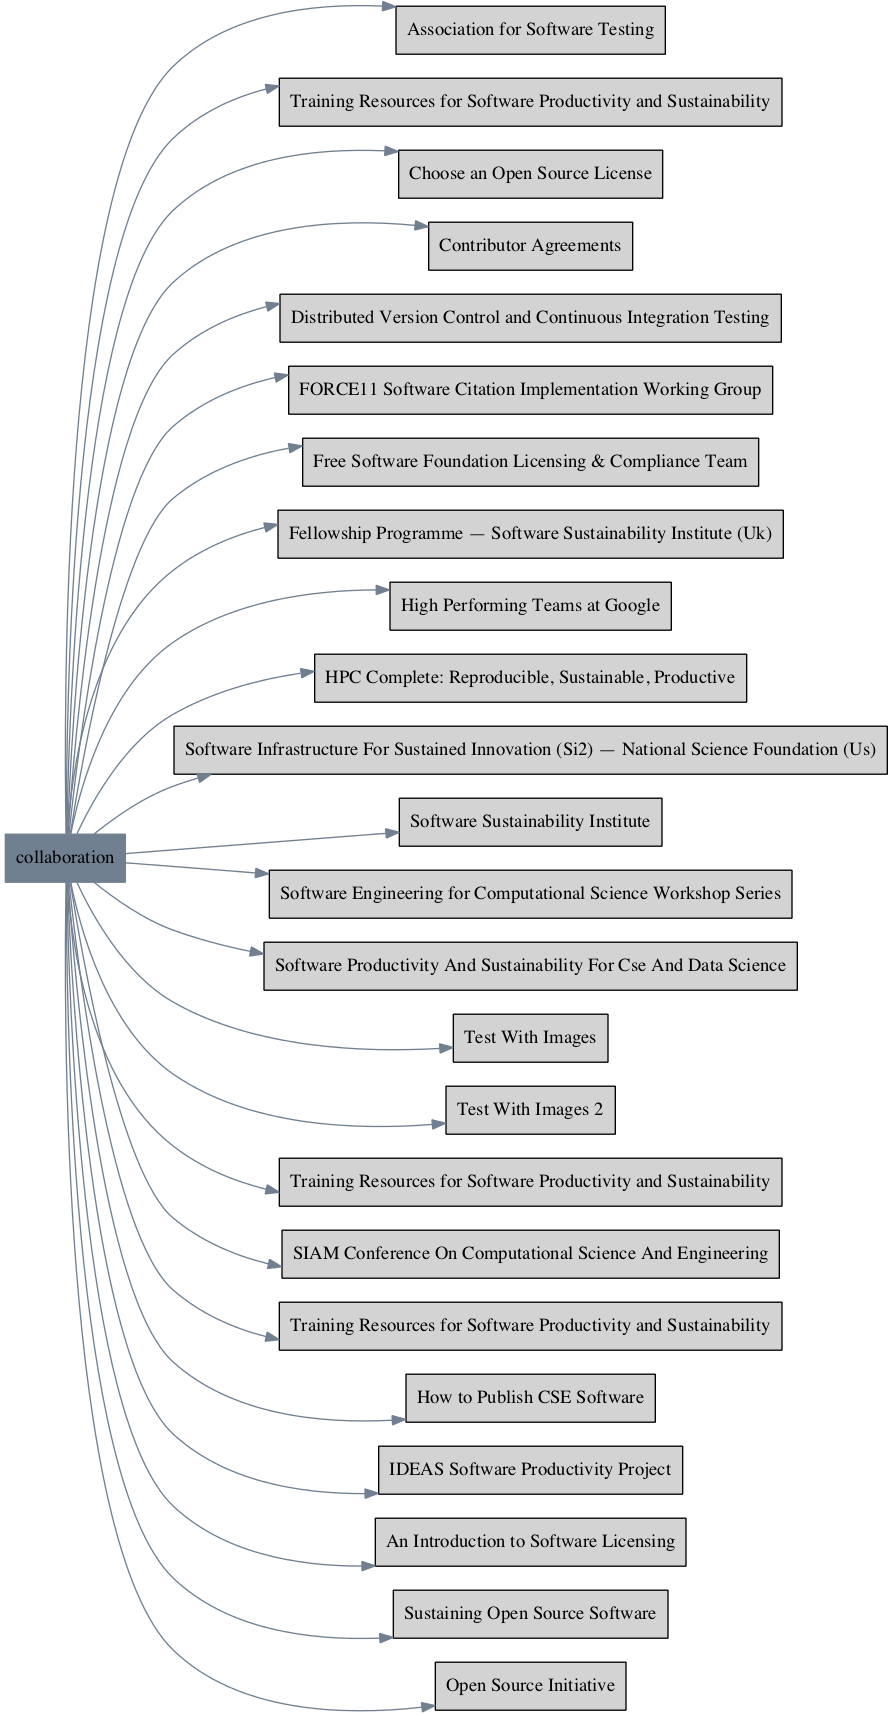 Association for Software Testing
Training Resources for Software Productivity and Sustainability
Choose an Open Source License
Contributor Agreements
Distributed Version Control and Continuous Integration Testing
FORCE11 Software Citation Implementation Working Group
Free Software Foundation Licensing & Compliance Team
Fellowship Programme — Software Sustainability Institute (Uk)
High Performing Teams at Google
HPC Complete: Reproducible, Sustainable, Productive
Software Infrastructure For Sustained Innovation (Si2) — National Science Foundation (Us)
Software Sustainability Institute
collaboration
Software Engineering for Computational Science Workshop Series
Software Productivity And Sustainability For Cse And Data Science
Test With Images
Test With Images 2
Training Resources for Software Productivity and Sustainability
SIAM Conference On Computational Science And Engineering
Training Resources for Software Productivity and Sustainability
How to Publish CSE Software
IDEAS Software Productivity Project
An Introduction to Software Licensing
Sustaining Open Source Software
Open Source Initiative